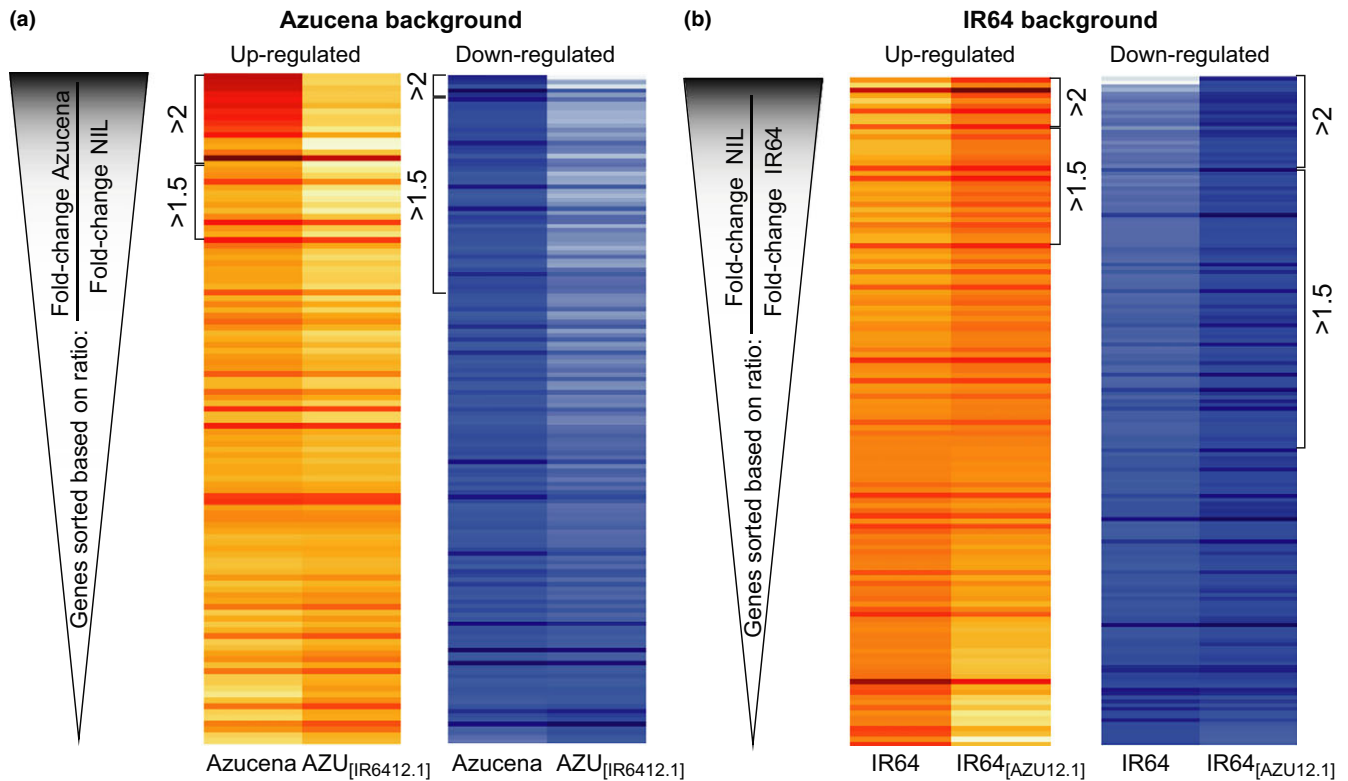 (a)
Azucena background
Up-regulated
Down-regulated
Genes sorted based on ratio:
Fold-change Azucena
Fold-change NIL
>2
>1.5
>2
>1.5
Azucena
AZU[IR6412.1]
Azucena
AZU[IR6412.1]
(b)
IR64 background
Up-regulated
Down-regulated
Genes sorted based on ratio:
Fold-change NIL
Fold-change IR64
>2
>1.5
>2
>1.5
IR64
IR64[AZU12.1]
IR64
IR64[AZU12.1]